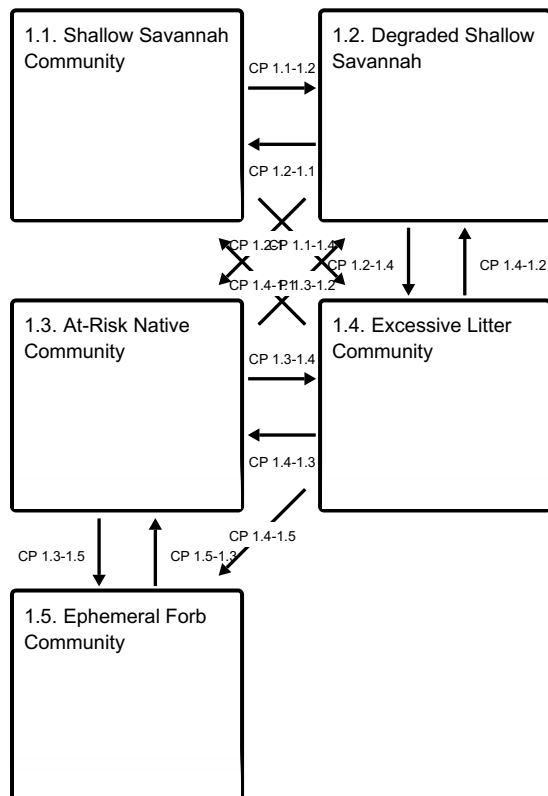 1.1. Shallow Savannah
Community
1.2. Degraded Shallow
Savannah
CP 1.1-1.2
CP 1.2-1.1
CP 1.1-1.4
CP 1.2-1.4
CP 1.4-1.2
1.3-1.2
1.3. At-Risk Native
Community
1.4. Excessive Litter
Community
CP 1.3-1.4
CP 1.4-1.3
CP 1.4-1.5
CP 1.3-1.5
CP 1.5-1.3
1.5. Ephemeral Forb
Community